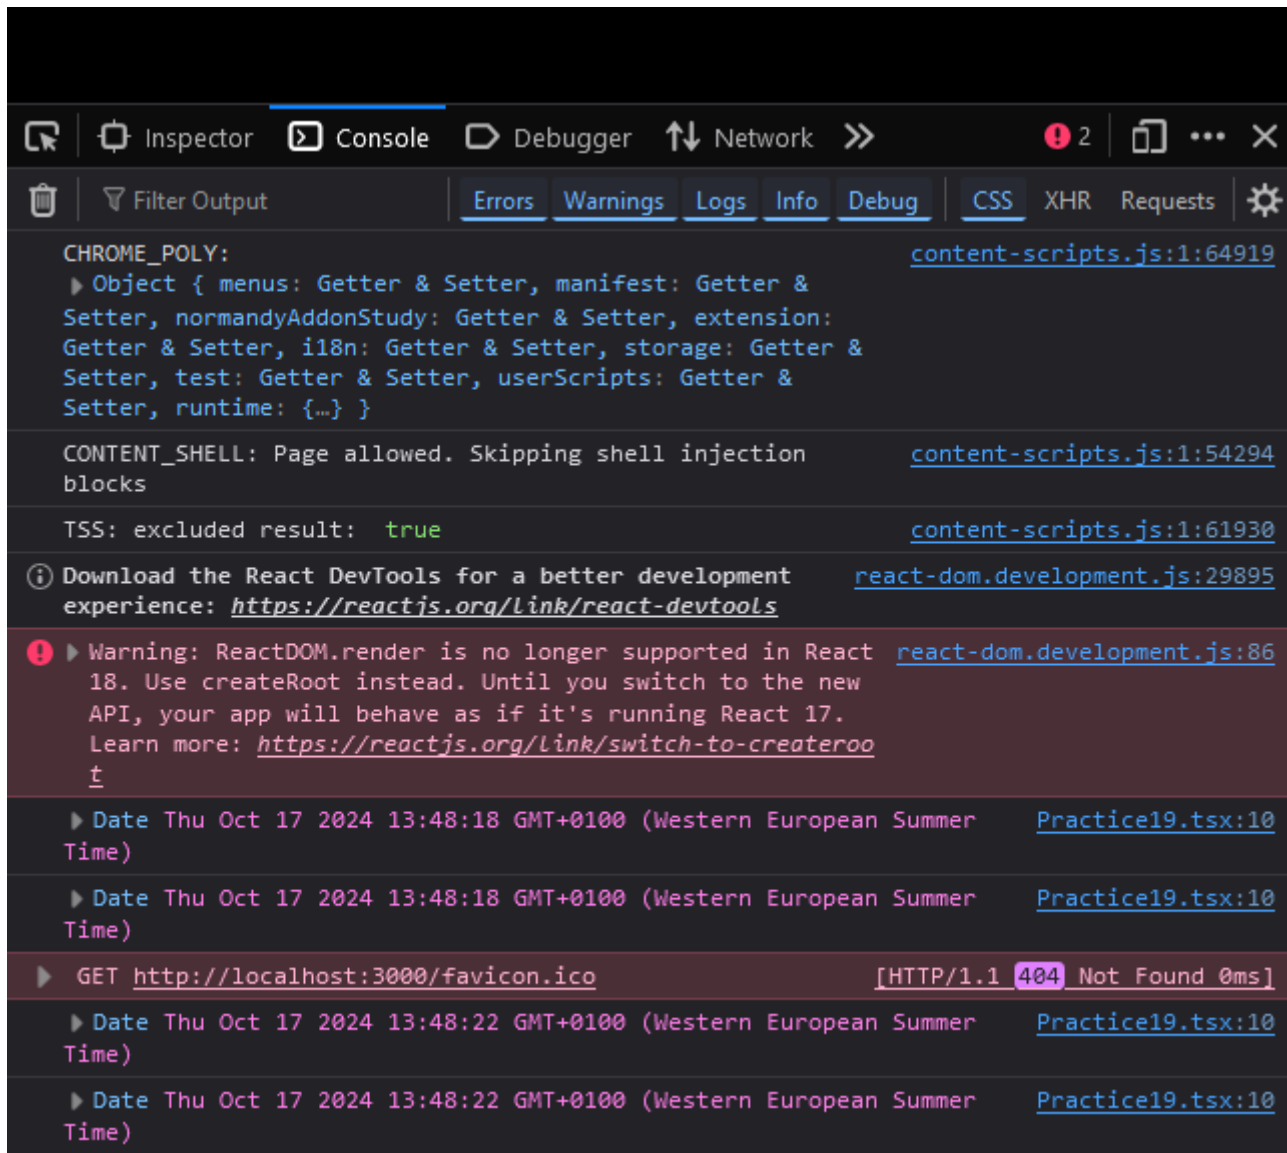 Inspector Console Debugger Network 2
Filter Output Errors Warnings Logs Info Debug CSS XHR Requests
CHROME_POLY: content-scripts.js:1:64919
Object { menus: Getter & Setter, manifest: Getter &
Setter, normandyAddonStudy: Getter & Setter, extension:
Getter & Setter, i18n: Getter & Setter, storage: Getter &
Setter, test: Getter & Setter, userScripts: Getter &
Setter, runtime: {…} }
CONTENT_SHELL: Page allowed. Skipping shell injection content-scripts.js:1:54294
blocks
TSS: excluded result: true content-scripts.js:1:61930
Download the React DevTools for a better development react-dom.development.js:29895
experience: https://reactjs.org/link/react-devtools
Warning: ReactDOM.render is no longer supported in React react-dom.development.js:86
18. Use createRoot instead. Until you switch to the new
API, your app will behave as if it's running React 17.
Learn more: https://reactjs.org/link/switch-to-createroo
t
Date Thu Oct 17 2024 13:48:18 GMT+0100 (Western European Summer Practice19.tsx:10
Time)
Date Thu Oct 17 2024 13:48:18 GMT+0100 (Western European Summer Practice19.tsx:10
Time)
GET http://localhost:3000/favicon.ico [HTTP/1.1 404 Not Found 0ms]
Date Thu Oct 17 2024 13:48:22 GMT+0100 (Western European Summer Practice19.tsx:10
Time)
Date Thu Oct 17 2024 13:48:22 GMT+0100 (Western European Summer Practice19.tsx:10
Time)